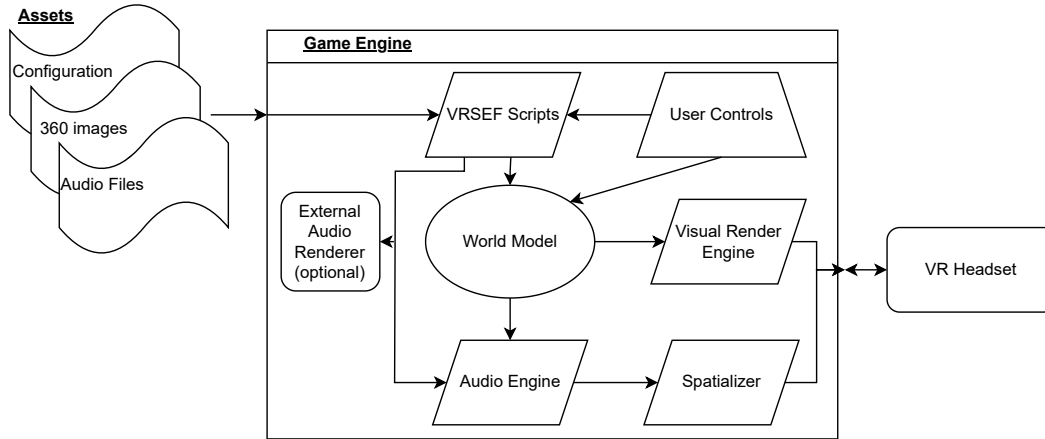 Assets
Configuration
360 images
Audio Files
Game Engine
VRSEF Scripts
User Controls
External
Audio
Renderer
(optional)
World Model
Visual Render
Engine
VR Headset
Audio Engine
Spatializer